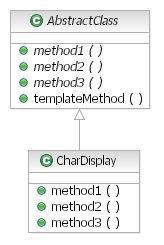 AbstractClass
method1 ( )
method2 ( )
method3 ( )
templateMethod ( )
CharDisplay
method1 ( )
method2 ( )
method3 ( )